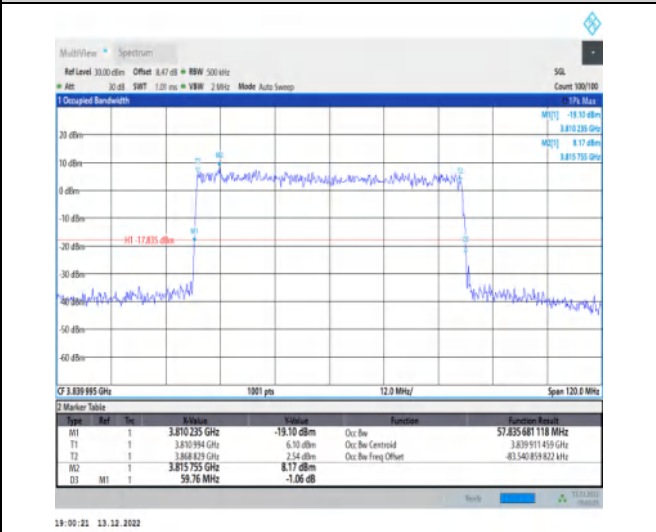 MultiView Spectrum
Ref Level 30.00 dBm Offset 8.47 dB RBW 500 kHz SGL
Att 30 dB SWT 1.01 ms VBW 2 MHz Mode Auto Sweep Count 100/100
1 Occupied Bandwidth 1Pk Max
M1[1] -19.10 dBm
3.810 235 GHz
M2[1] 8.17 dBm
3.815 755 GHz
20 dBm
10 dBm
M2
0 dBm
-10 dBm
M1
H1 -17.835 dBm
-20 dBm
-30 dBm
-40 dBm
-50 dBm
-60 dBm
CF 3.839 995 GHz 1001 pts 12.0 MHz/ Span 120.0 MHz
2 Marker Table
Type Ref Trc X-Value Y-Value Function Function Result
M1 1 3.810 235 GHz -19.10 dBm Occ Bw 57.835 681 118 MHz
T1 1 3.810 994 GHz 6.10 dBm Occ Bw Centroid 3.839 911 459 GHz
T2 1 3.868 829 GHz 2.54 dBm Occ Bw Freq Offset -83.540 859 822 kHz
M2 1 3.815 755 GHz 8.17 dBm
D3 M1 1 59.76 MHz -1.06 dB
Ready 13.12.2022
19:00:21 13.12.2022